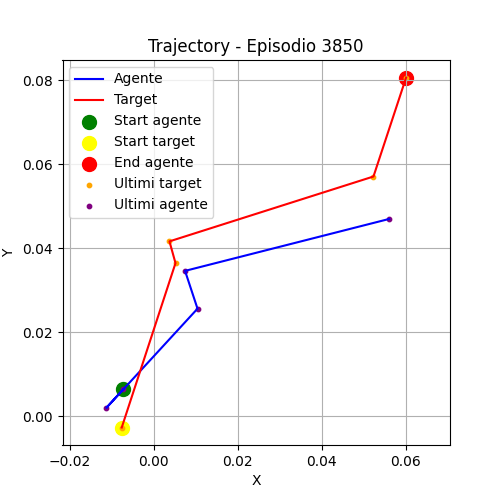 Trajectory - Episodio 3850
Agente
Target
Start agente
Start target
End agente
Ultimi target
Ultimi agente
0.08
0.06
0.04
0.02
0.00
Y
−0.02 0.00 0.02 0.04 0.06
X